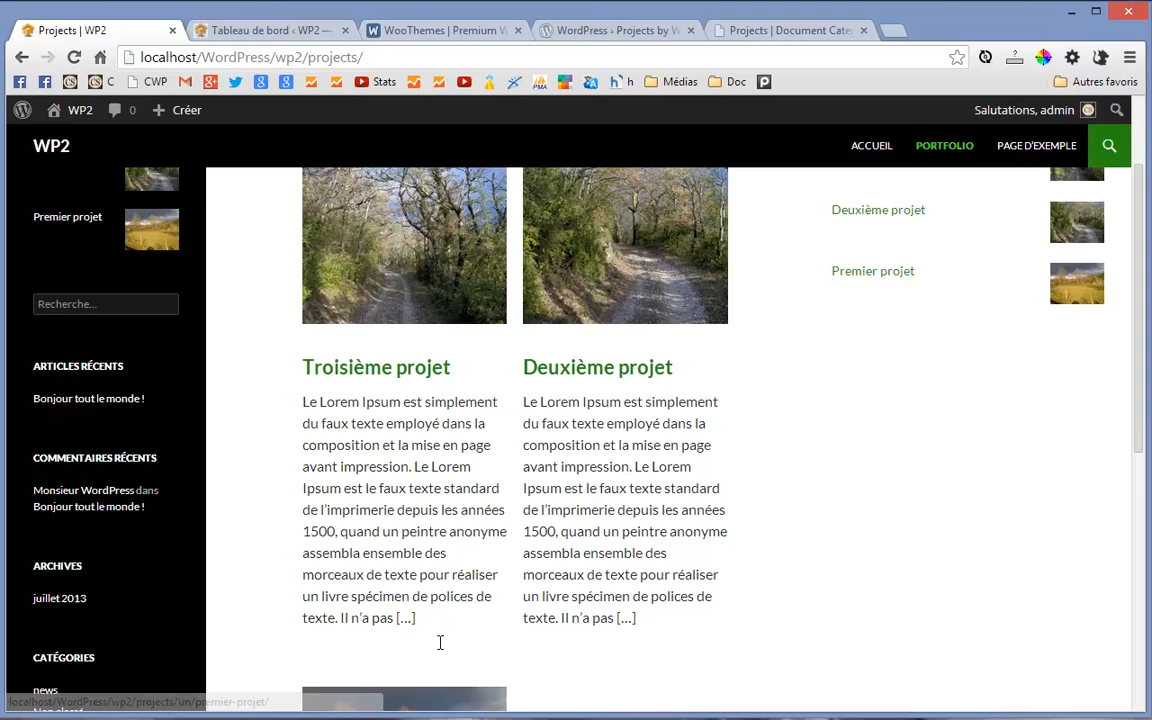 Projects | WP2
Tableau de bord ‹ WP2 —
WooThemes | Premium W
WordPress › Projects by W
Projects | Document Cate
localhost/WordPress/wp2/projects/
C
CWP
Stats
h
Médias
Doc
Autres favoris
WP2
0
Créer
Salutations, admin
WP2
ACCUEIL
PORTFOLIO
PAGE D'EXEMPLE
Premier projet
Recherche...
ARTICLES RÉCENTS
Bonjour tout le monde !
COMMENTAIRES RÉCENTS
Monsieur WordPress dans
Bonjour tout le monde !
ARCHIVES
juillet 2013
CATÉGORIES
news
Troisième projet
Le Lorem Ipsum est simplement
du faux texte employé dans la
composition et la mise en page
avant impression. Le Lorem
Ipsum est le faux texte standard
de l'imprimerie depuis les années
1500, quand un peintre anonyme
assembla ensemble des
morceaux de texte pour réaliser
un livre spécimen de polices de
texte. Il n'a pas [...]
Deuxième projet
Le Lorem Ipsum est simplement
du faux texte employé dans la
composition et la mise en page
avant impression. Le Lorem
Ipsum est le faux texte standard
de l'imprimerie depuis les années
1500, quand un peintre anonyme
assembla ensemble des
morceaux de texte pour réaliser
un livre spécimen de polices de
texte. Il n'a pas [...]
Deuxième projet
Premier projet
localhost/WordPress/wp2/projects/un/premier-projet/